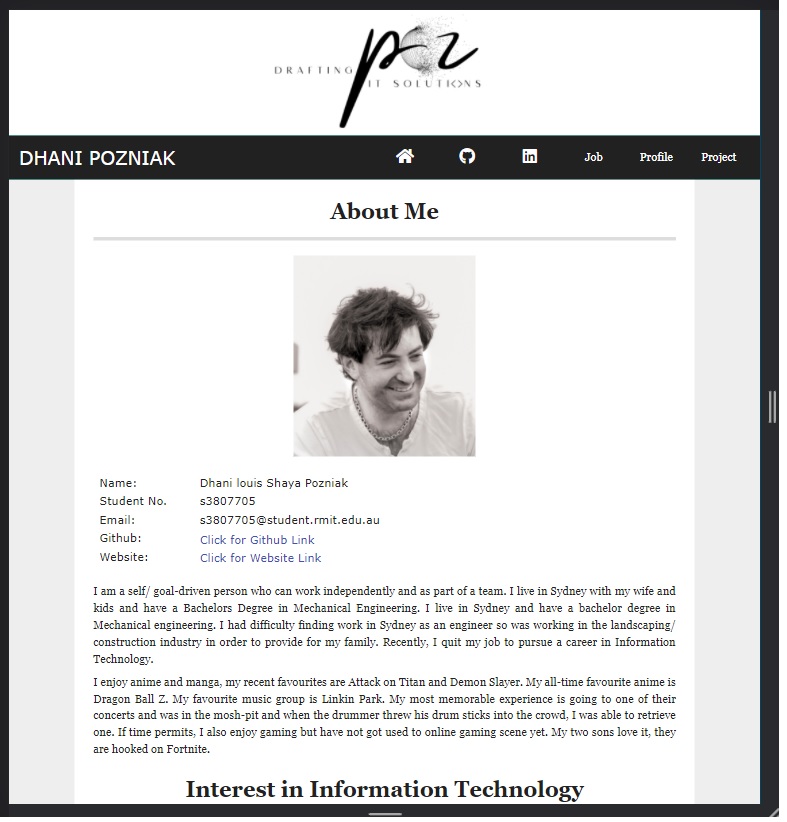 poz
DRAFTING
IT SOLUTIONS
DHANI POZNIAK
Job Profile Project
About Me
Name: Dhani louis Shaya Pozniak
Student No. s3807705
Email: s3807705@student.rmit.edu.au
Github: Click for Github Link
Website: Click for Website Link
I am a self/ goal-driven person who can work independently and as part of a team. I live in Sydney with my wife and
kids and have a Bachelors Degree in Mechanical Engineering. I live in Sydney and have a bachelor degree in
Mechanical engineering. I had difficulty finding work in Sydney as an engineer so was working in the landscaping/
construction industry in order to provide for my family. Recently, I quit my job to pursue a career in Information
Technology.
I enjoy anime and manga, my recent favourites are Attack on Titan and Demon Slayer. My all-time favourite anime is
Dragon Ball Z. My favourite music group is Linkin Park. My most memorable experience is going to one of their
concerts and was in the mosh-pit and when the drummer threw his drum sticks into the crowd, I was able to retrieve
one. If time permits, I also enjoy gaming but have not got used to online gaming scene yet. My two sons love it, they
are hooked on Fortnite.
Interest in Information Technology